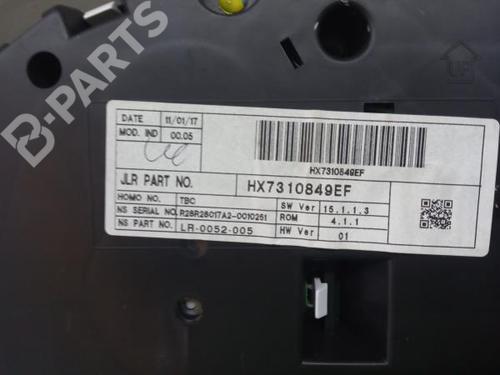 B-PARTS
UP
DATE 11/01/17
MOD. IND 00.05
HX7310849EF
JLR PART NO. HX7310849EF
HOMO NO. TBC SW Ver 15.1.1.3
NS SERIAL NO. R28R28017A2-0010251 ROM 4.1.1
NS PART NO. LR-0052-005 HW Ver 01